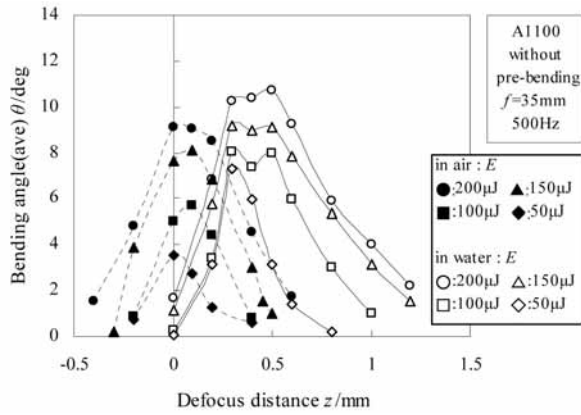 14
12
10
8
6
4
2
0
Bending angle(ave) θ/deg
-0.5
0
0.5
1
1.5
Defocus distance z/mm
A1100
without
pre-bending
f=35mm
500Hz
in air : E
●:200μJ ▲:150μJ
■:100μJ ◆:50μJ
in water : E
○:200μJ △:150μJ
□:100μJ ◇:50μJ